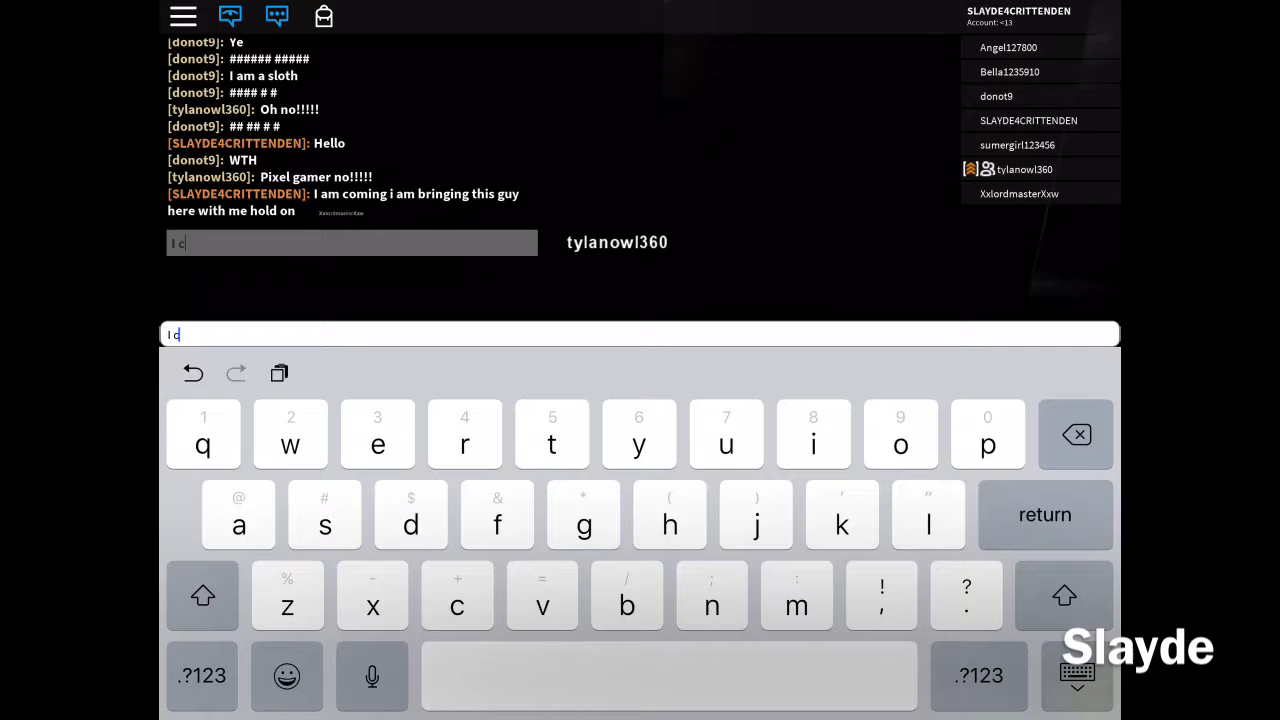 SLAYDE4CRITTENDEN
Account: <13
[donot9]: Ye
[donot9]: ###### #####
[donot9]: I am a sloth
[donot9]: #### # #
[tylanowl360]: Oh no!!!!!
[donot9]: ## ## # #
[SLAYDE4CRITTENDEN]: Hello
[donot9]: WTH
[tylanowl360]: Pixel gamer no!!!!!
[SLAYDE4CRITTENDEN]: I am coming i am bringing this guy
here with me hold on
XxlordmasterXxw
Angel127800
Bella1235910
donot9
SLAYDE4CRITTENDEN
sumergirl123456
tylanowl360
XxlordmasterXxw
I c
tylanowl360
I c
1 2 3 4 5 6 7 8 9 0
q w e r t y u i o p
@ # $ & * ( ) ' "
a s d f g h j k l return
% - + = / ; : ! ?
z x c v b n m , .
.?123 .?123
Slayde